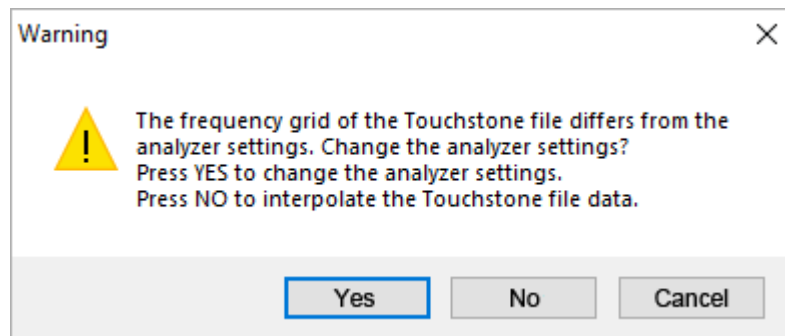 Warning
The frequency grid of the Touchstone file differs from the
analyzer settings. Change the analyzer settings?
Press YES to change the analyzer settings.
Press NO to interpolate the Touchstone file data.
Yes No Cancel